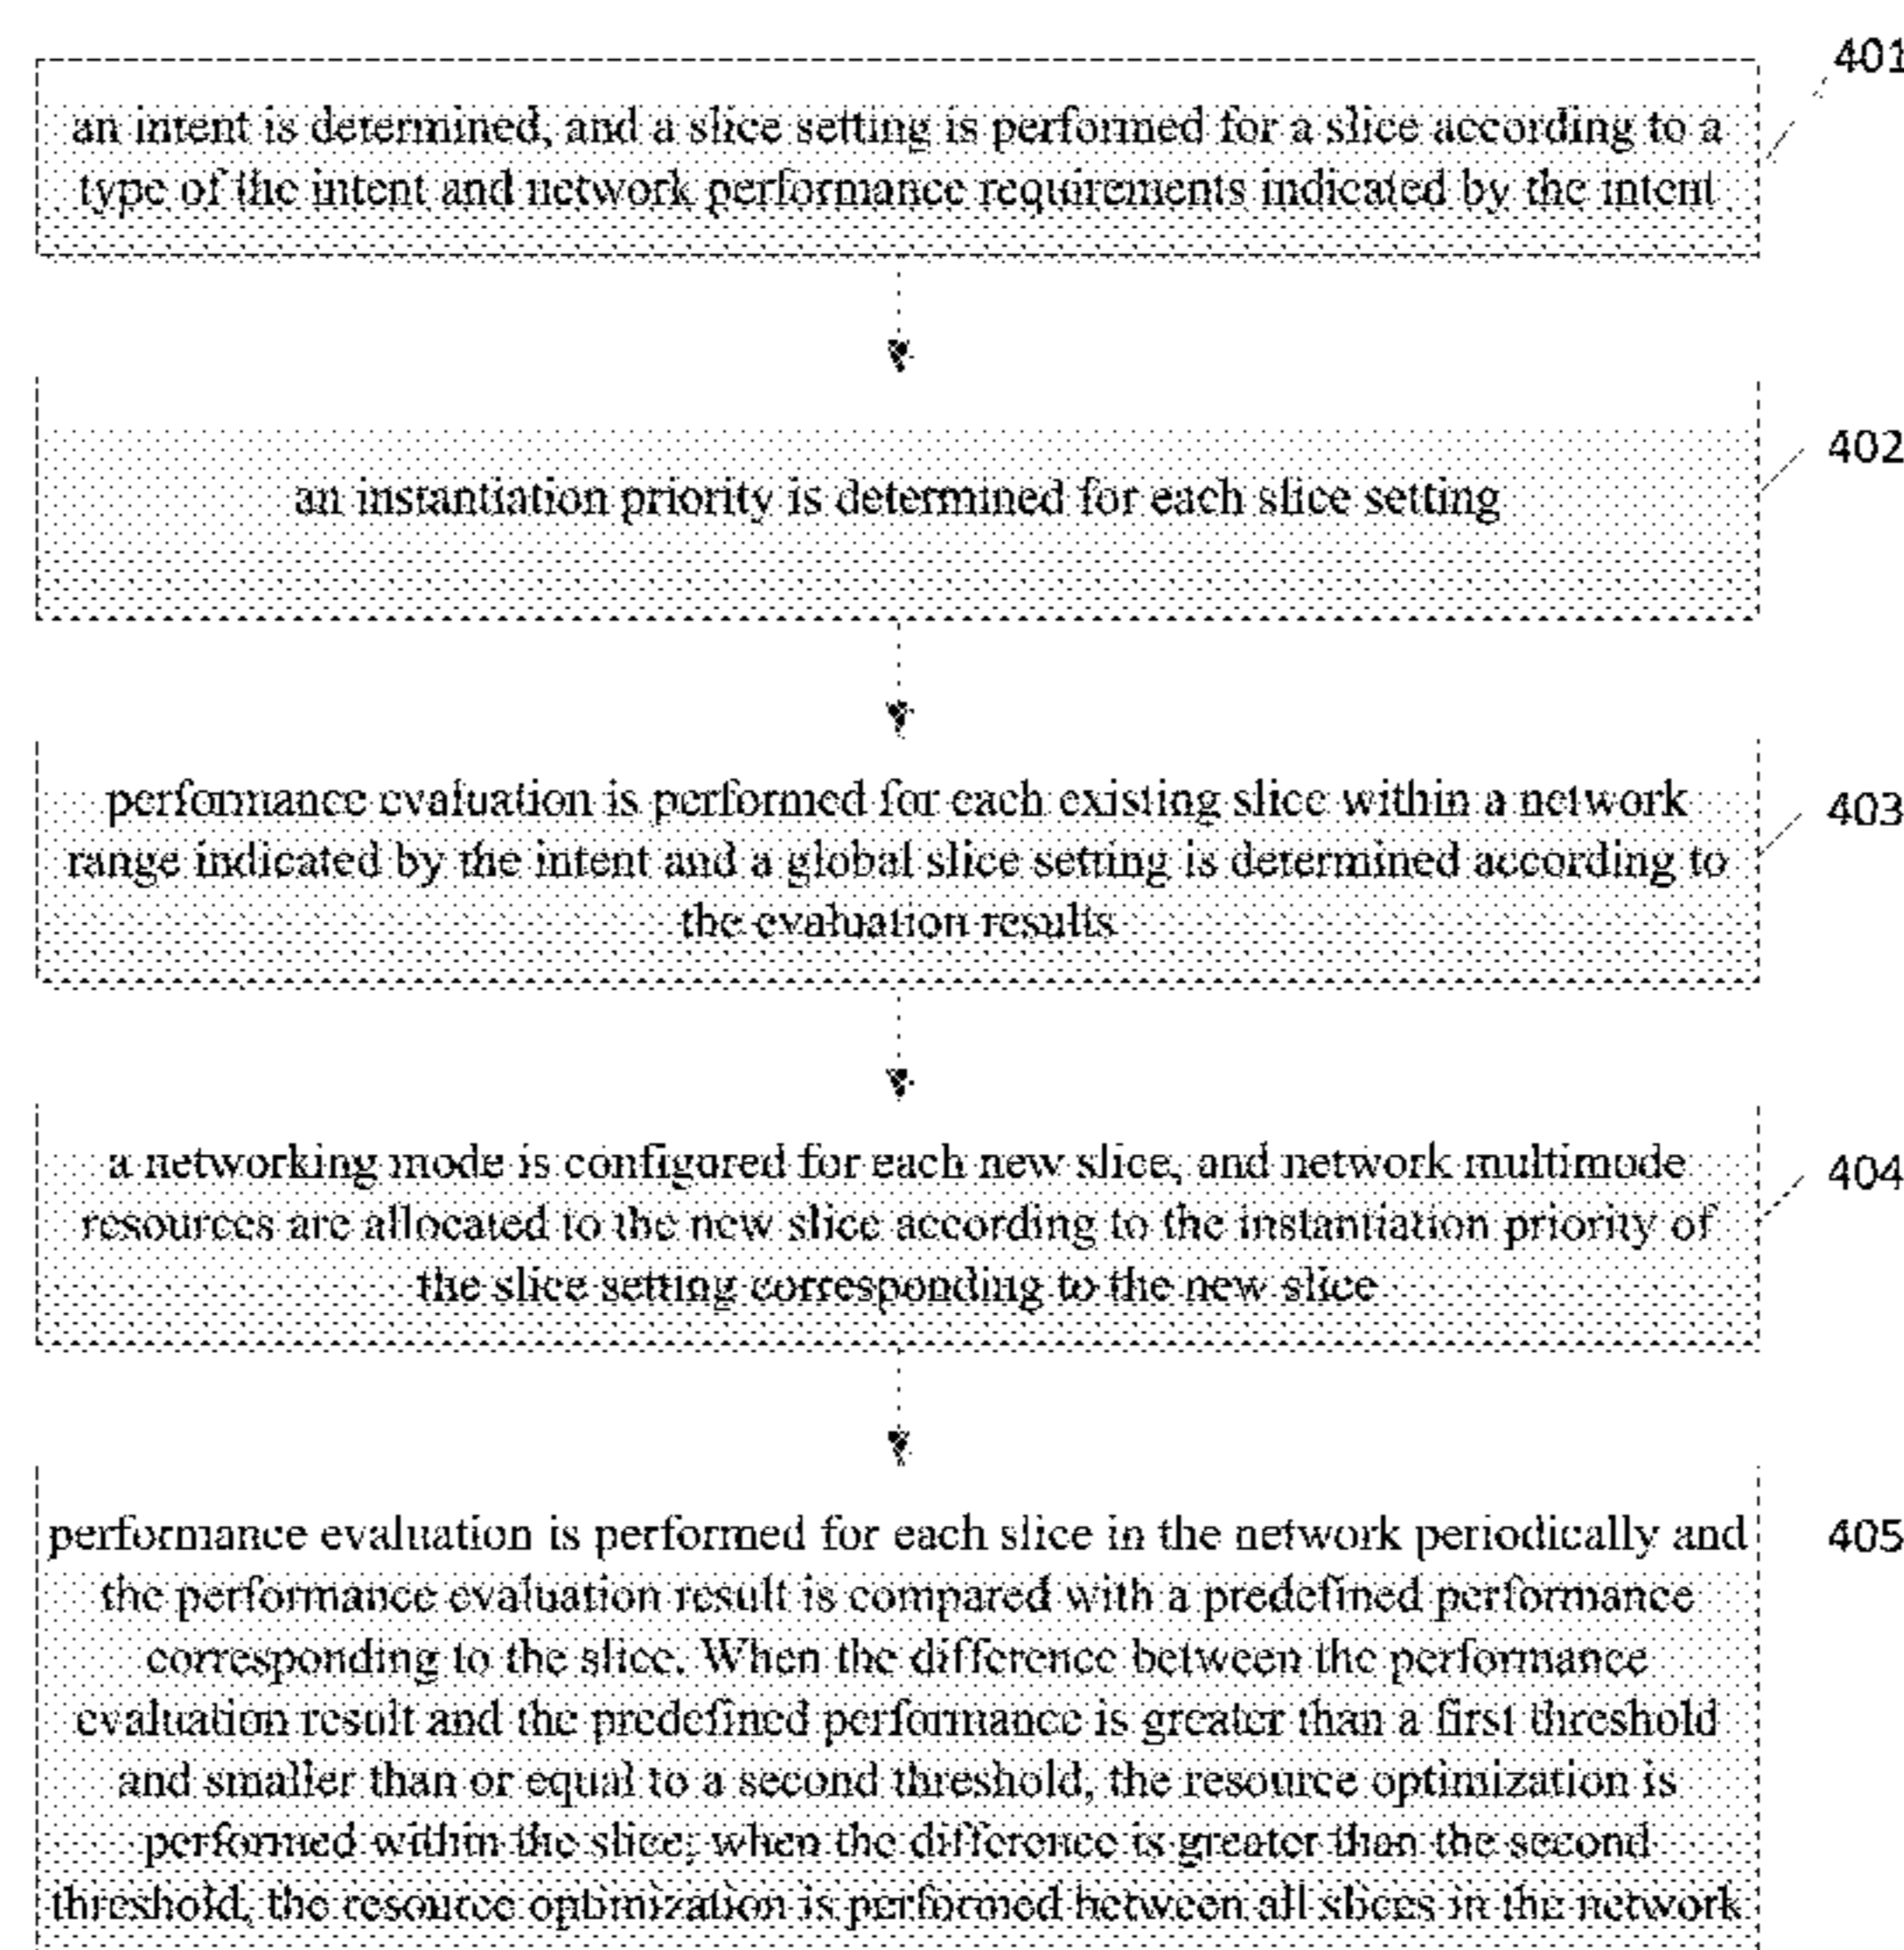 401
an intent is determined, and a slice setting is performed for a slice according to a
type of the intent and network performance requirements indicated by the intent
402
an instantiation priority is determined for each slice setting
403
performance evaluation is performed for each existing slice within a network
range indicated by the intent and a global slice setting is determined according to
the evaluation results
404
a networking mode is configured for each new slice, and network multimode
resources are allocated to the new slice according to the instantiation priority of
the slice setting corresponding to the new slice
405
performance evaluation is performed for each slice in the network periodically and
the performance evaluation result is compared with a predefined performance
corresponding to the slice. When the difference between the performance
evaluation result and the predefined performance is greater than a first threshold
and smaller than or equal to a second threshold, the resource optimization is
performed within the slice; when the difference is greater than the second
threshold, the resource optimization is performed between all slices in the network